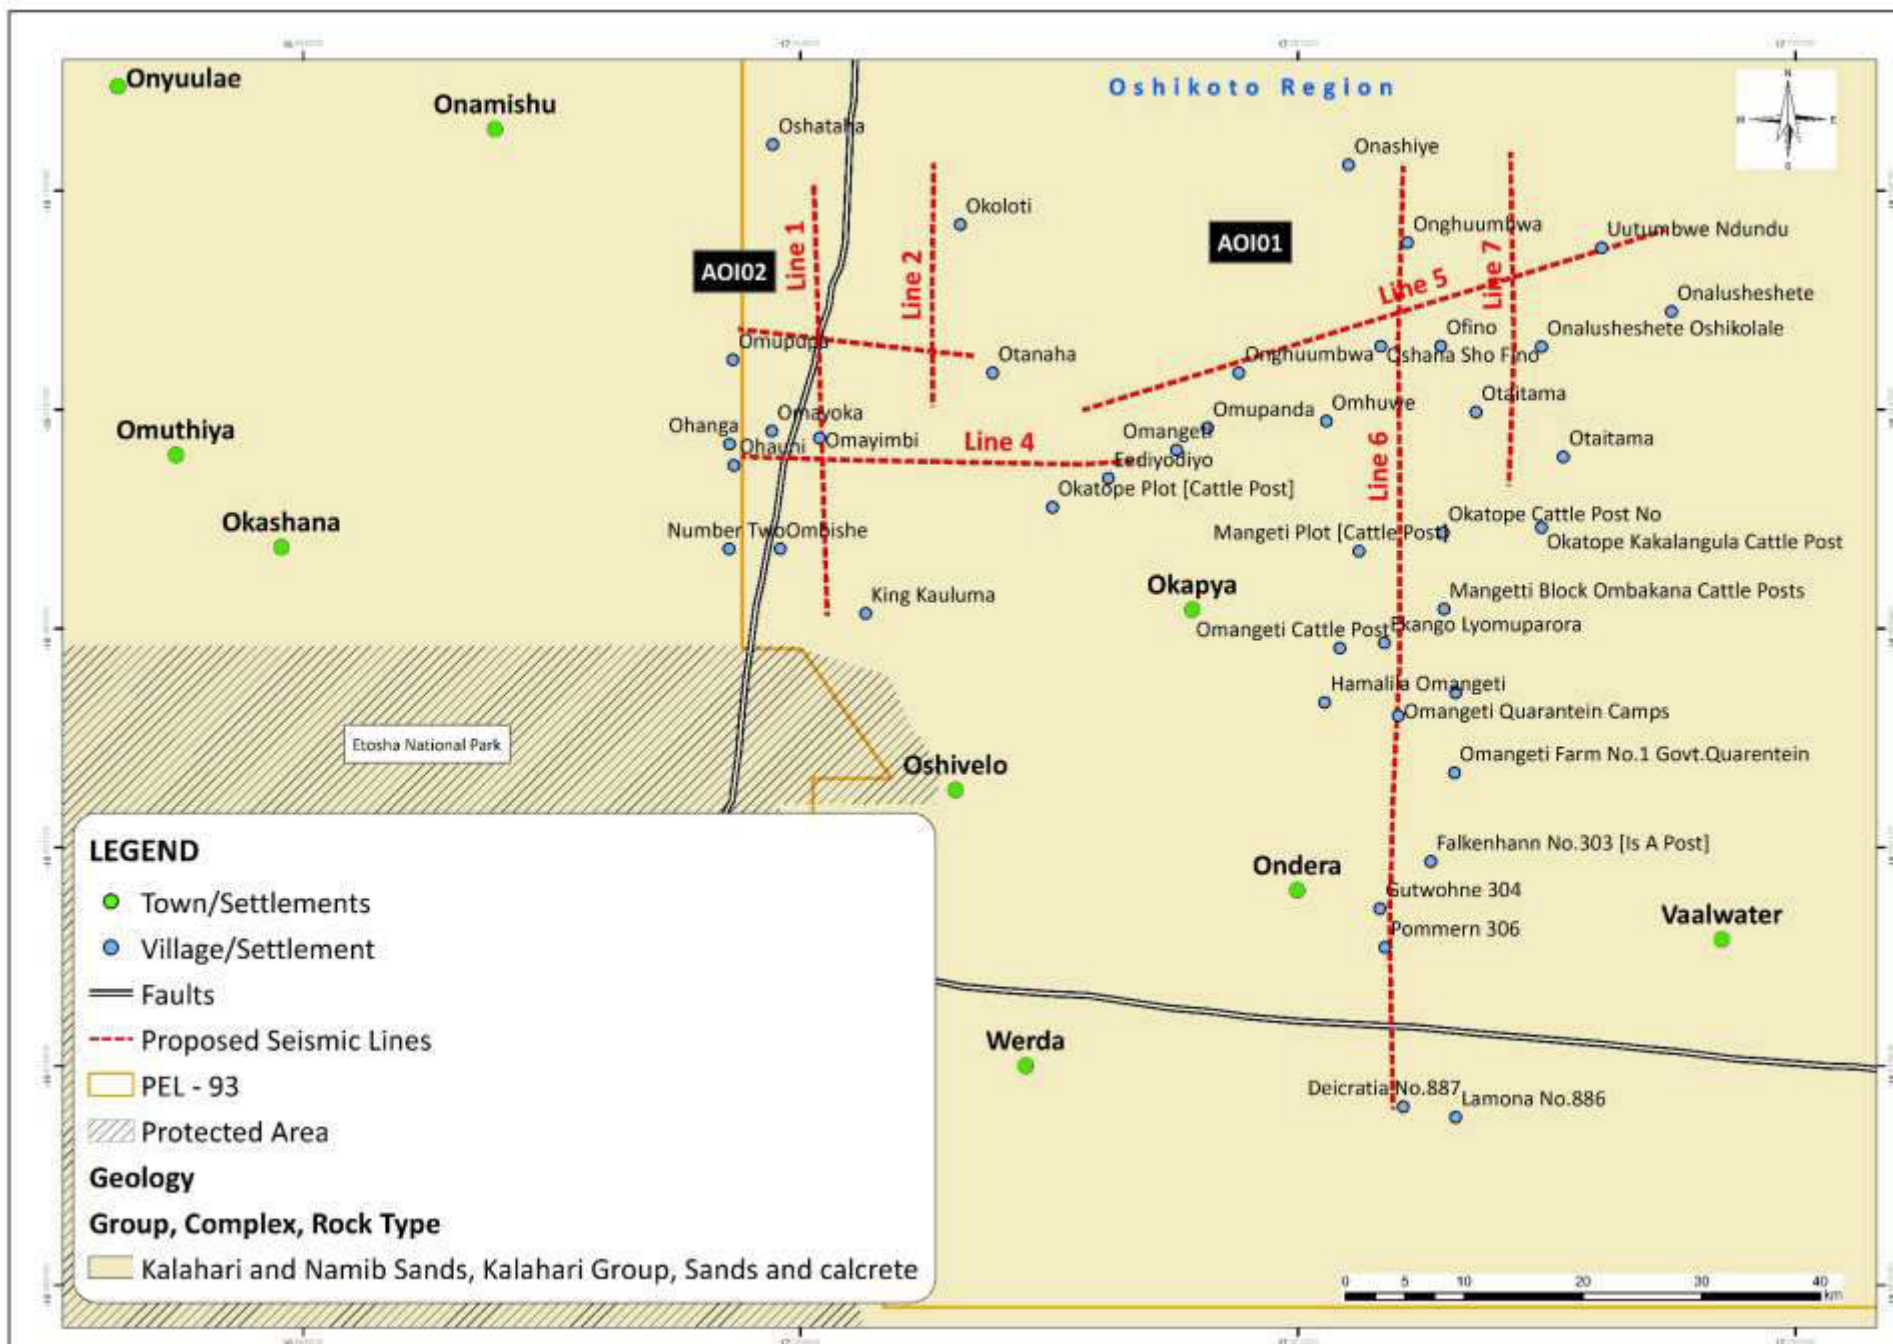 Oshikoto Region
N
E
S
Onyuulae
Onamishu
Oshataha
Onashiye
Okoloti
Onghuumbwa
Uutumbwe Ndundu
Line 1
Line 2
AOI01
AOI02
Line 7
Line 5
Onalusheshete
Ofino
Onalusheshete Oshikolale
Omupupa
Otanaha
Onghuumbwa
Oshana Sho Fino
Otaitama
Omayoka
Omupanda
Omhuwe
Omuthiya
Ohanga
Ohauni
Omayimbi
Line 4
Omangeti
Otaitama
Eediyodiyo
Line 6
Okatope Plot [Cattle Post]
Okashana
Number Two
Ombishe
Mangeti Plot [Cattle Post]
Okatope Cattle Post No
Okatope Kakalangula Cattle Post
King Kauluma
Okapya
Mangetti Block Ombakana Cattle Posts
Omangeti Cattle Post
Ekango Lyomuparora
Hamalila Omangeti
Omangeti Quarantein Camps
Etosha National Park
Oshivelo
Omangeti Farm No.1 Govt.Quarentein
Falkenhann No.303 [Is A Post]
Ondera
Gutwohne 304
Vaalwater
Pommern 306
Werda
Deicratia No.887
Lamona No.886
LEGEND
Town/Settlements
Village/Settlement
Faults
Proposed Seismic Lines
PEL - 93
Protected Area
Geology
Group, Complex, Rock Type
Kalahari and Namib Sands, Kalahari Group, Sands and calcrete
0 5 10 20 30 40
km